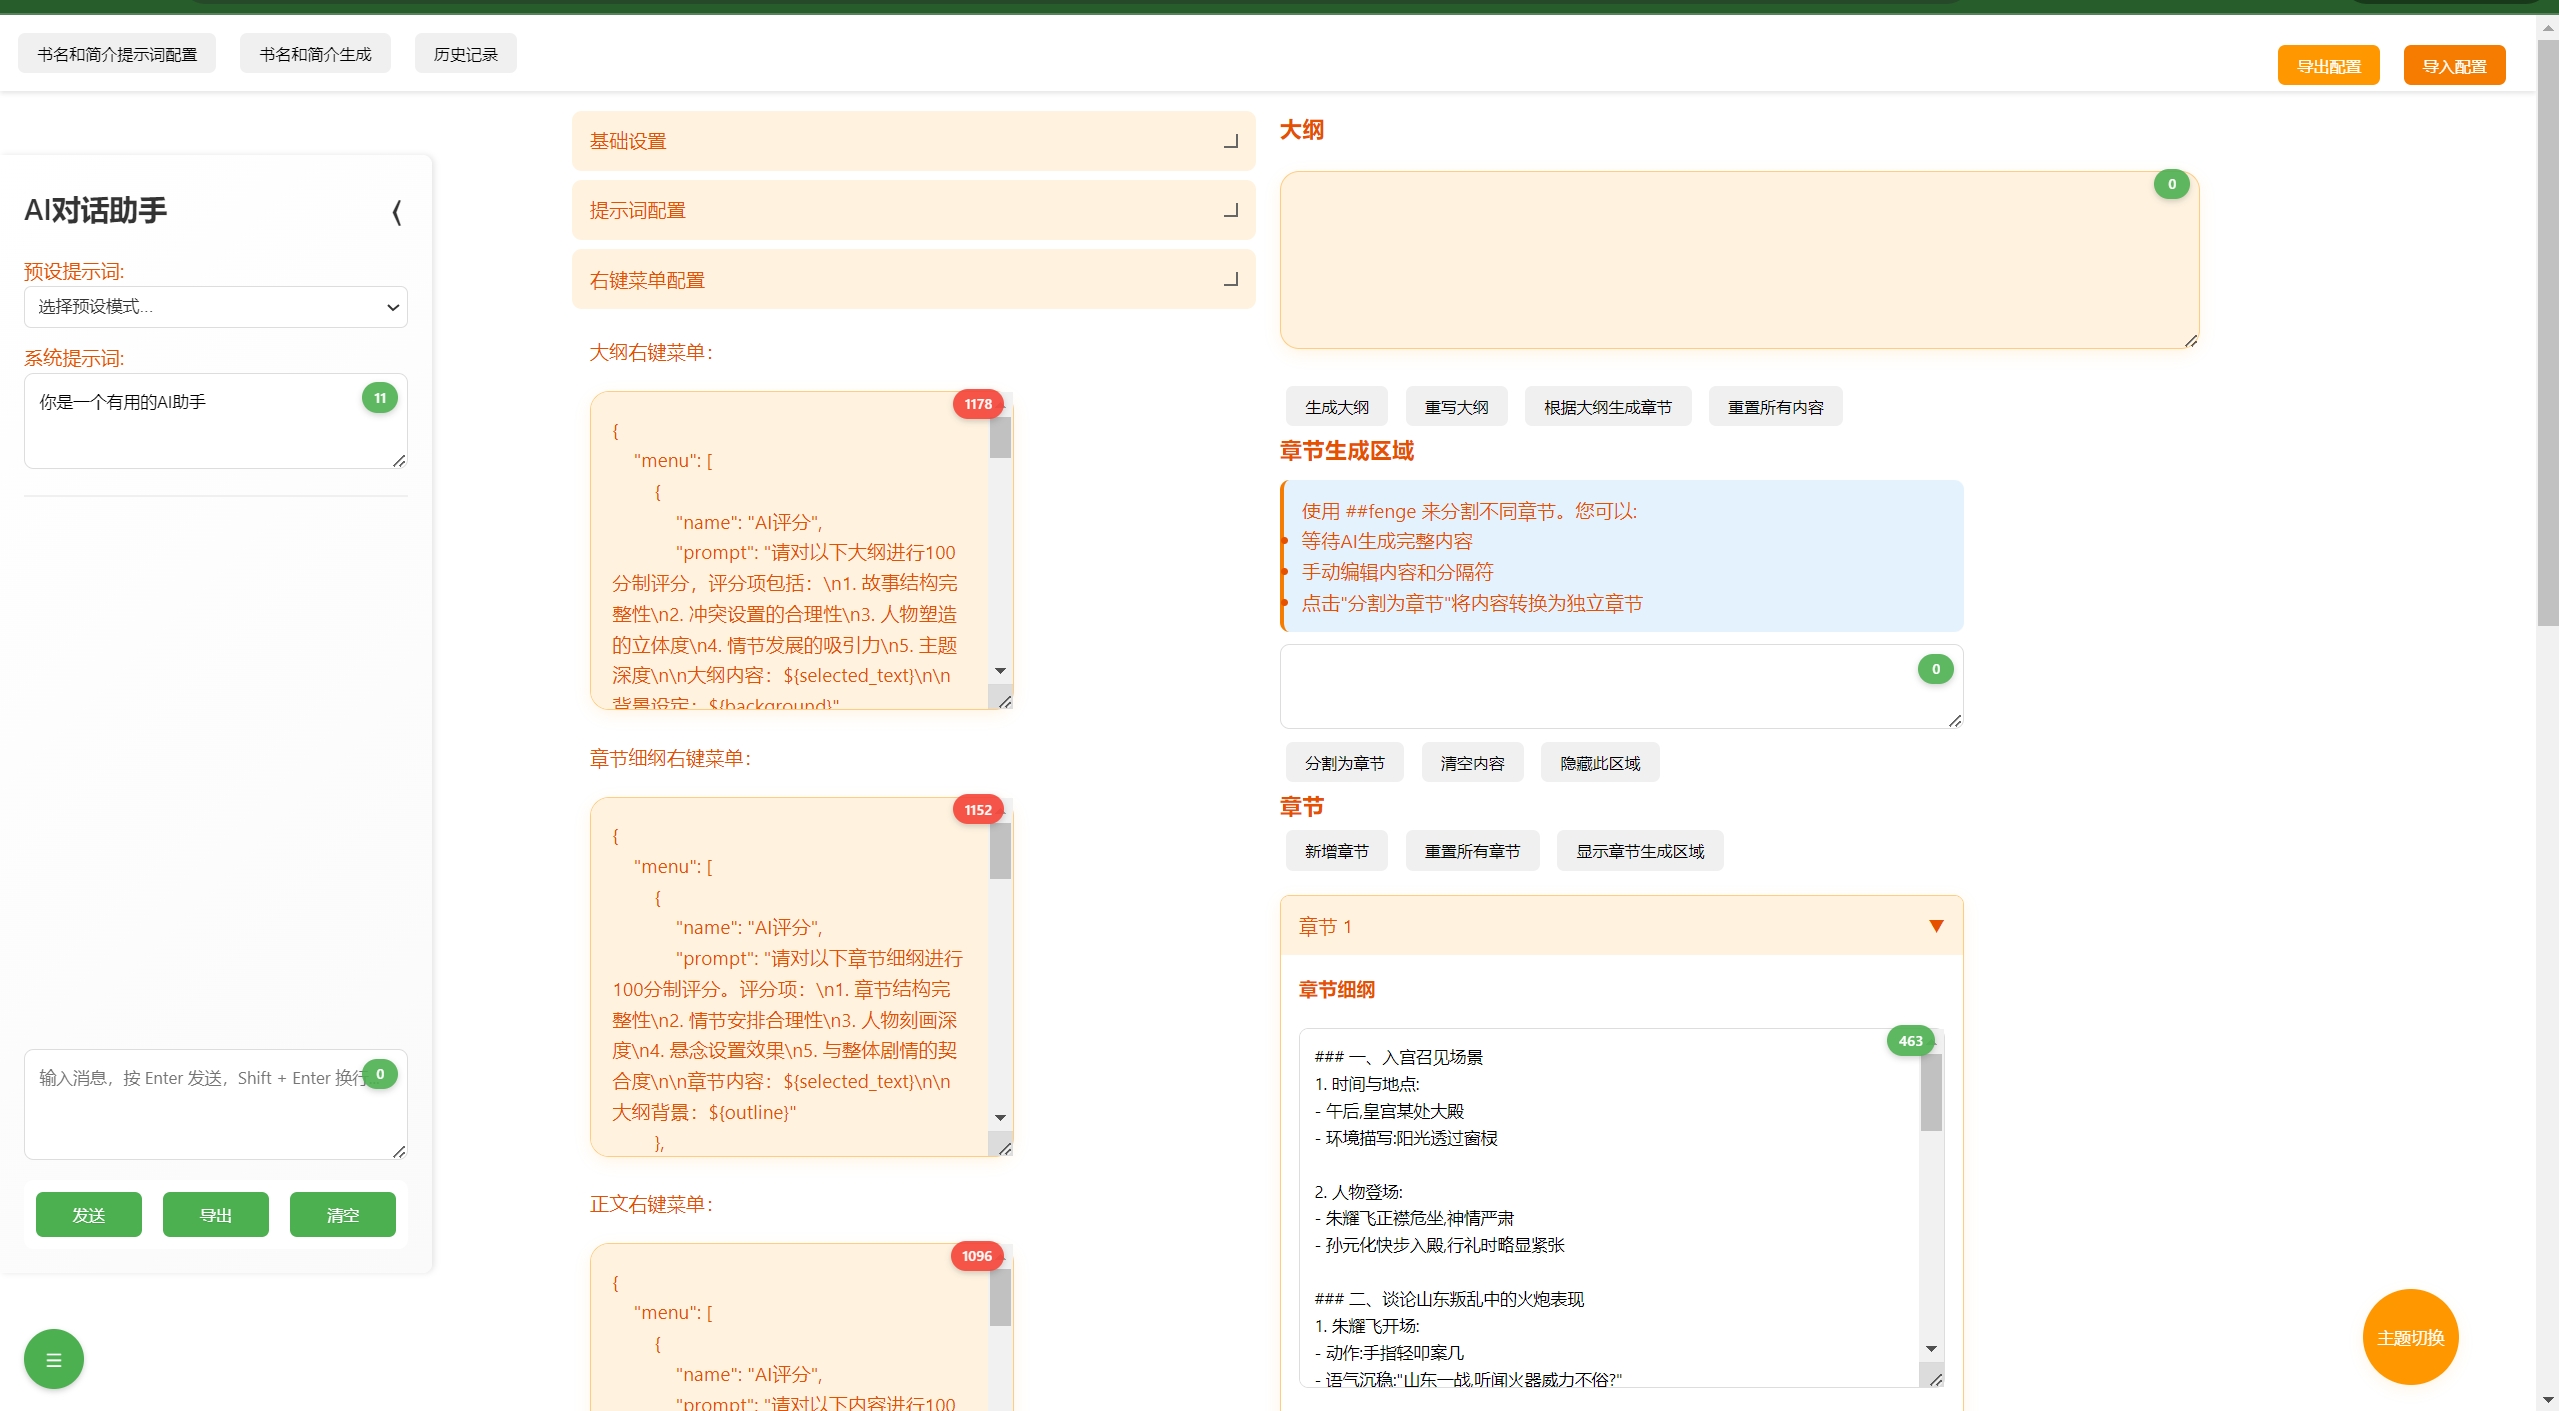 书名和简介提示词配置
书名和简介生成
历史记录
导出配置
导入配置
AI对话助手
预设提示词:
选择预设模式...
系统提示词:
你是一个有用的AI助手
11
输入消息，按 Enter 发送，Shift + Enter 换行
0
发送
导出
清空
基础设置
提示词配置
右键菜单配置
大纲右键菜单：
1178
{
"menu": [
{
"name": "AI评分",
"prompt": "请对以下大纲进行100
分制评分，评分项包括：\n1. 故事结构完
整性\n2. 冲突设置的合理性\n3. 人物塑造
的立体度\n4. 情节发展的吸引力\n5. 主题
深度\n\n大纲内容：${selected_text}\n\n
背景设定：${background}"
章节细纲右键菜单：
1152
{
"menu": [
{
"name": "AI评分",
"prompt": "请对以下章节细纲进行
100分制评分。评分项：\n1. 章节结构完
整性\n2. 情节安排合理性\n3. 人物刻画深
度\n4. 悬念设置效果\n5. 与整体剧情的契
合度\n\n章节内容：${selected_text}\n\n
大纲背景：${outline}"
},
正文右键菜单：
1096
{
"menu": [
{
"name": "AI评分",
"prompt": "请对以下内容进行100
大纲
0
生成大纲
重写大纲
根据大纲生成章节
重置所有内容
章节生成区域
使用 ##fenge 来分割不同章节。您可以:
等待AI生成完整内容
手动编辑内容和分隔符
点击"分割为章节"将内容转换为独立章节
0
分割为章节
清空内容
隐藏此区域
章节
新增章节
重置所有章节
显示章节生成区域
章节 1
▼
章节细纲
463
### 一、入宫召见场景
1. 时间与地点:
- 午后,皇宫某处大殿
- 环境描写:阳光透过窗棂
2. 人物登场:
- 朱耀飞正襟危坐,神情严肃
- 孙元化快步入殿,行礼时略显紧张
### 二、谈论山东叛乱中的火炮表现
1. 朱耀飞开场:
- 动作:手指轻叩案几
- 语气沉稳:"山东一战,听闻火器威力不俗?"
主题切换